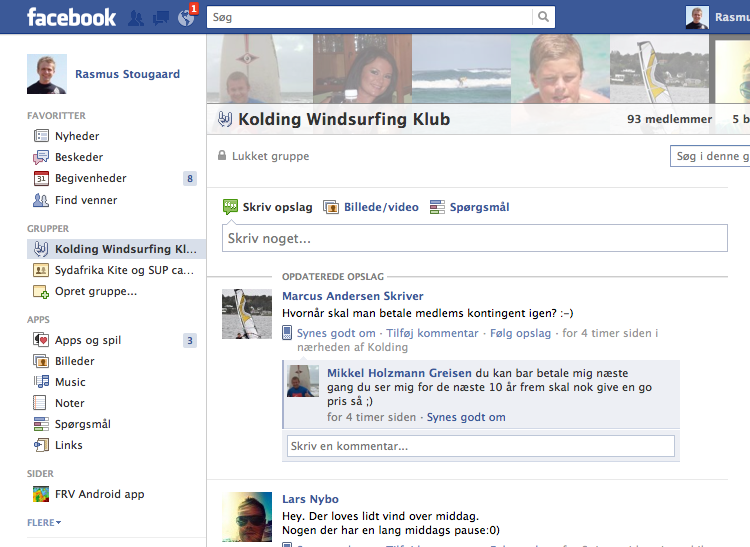 facebook
1
Søg
Rasmus
Rasmus Stougaard
FAVORITTER
Nyheder
Beskeder
31 Begivenheder 8
Find venner
GRUPPER
Kolding Windsurfing Kl...
Sydafrika Kite og SUP ca...
Opret gruppe...
APPS
Apps og spil 3
Billeder
Music
Noter
Spørgsmål
Links
SIDER
FRV Android app
FLERE
Kolding Windsurfing Klub
93 medlemmer
5 b
Lukket gruppe
Søg i denne g
Skriv opslag
Billede/video
Spørgsmål
Skriv noget...
OPDATEREDE OPSLAG
Marcus Andersen Skriver
Hvornår skal man betale medlems kontingent igen? :-)
Synes godt om · Tilføj kommentar · Følg opslag · for 4 timer siden i
nærheden af Kolding
Mikkel Holzmann Greisen du kan bar betale mig næste
gang du ser mig for de næste 10 år frem skal nok give en go
pris så ;)
for 4 timer siden · Synes godt om
Skriv en kommentar...
Lars Nybo
Hey. Der loves lidt vind over middag.
Nogen der har en lang middags pause:0)